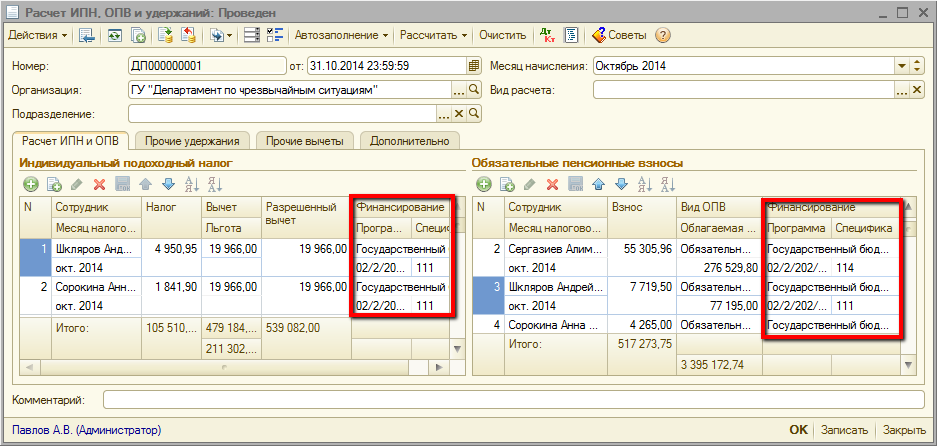 Расчет ИПН, ОПВ и удержаний: Проведен
Действия Автозаполнение Рассчитать Очистить Дт Кт Советы
Номер: ДП000000001 от: 31.10.2014 23:59:59 Месяц начисления: Октябрь 2014
Организация: ГУ "Департамент по чрезвычайным ситуациям" Вид расчета:
Подразделение:
Расчет ИПН и ОПВ Прочие удержания Прочие вычеты Дополнительно
Индивидуальный подоходный налог
N Сотрудник Налог Вычет Разрешенный вычет Финансирование
Месяц налого... Льгота Програ... Специф
1 Шкляров Анд... 4 950,95 19 966,00 19 966,00 Государственный
окт. 2014 02/2/20... 111
2 Сорокина Анн... 1 841,90 19 966,00 19 966,00 Государственный
окт. 2014 02/2/20... 111
Итого: 105 510,... 479 184,... 539 082,00
211 302,...
Обязательные пенсионные взносы
N Сотрудник Взнос Вид ОПВ Финансирование
Месяц налогово... Облагаемая ... Программа Специфика
2 Сергазиев Алим... 55 305,96 Обязательн... Государственный бюд...
окт. 2014 276 529,80 02/2/202/... 114
3 Шкляров Андрей... 7 719,50 Обязательн... Государственный бюд...
окт. 2014 77 195,00 02/2/202/... 111
4 Сорокина Анна ... 4 265,00 Обязательн... Государственный бюд...
Итого: 517 273,75
3 395 172,74
Комментарий:
Павлов А.В. (Администратор) OK Записать Закрыть